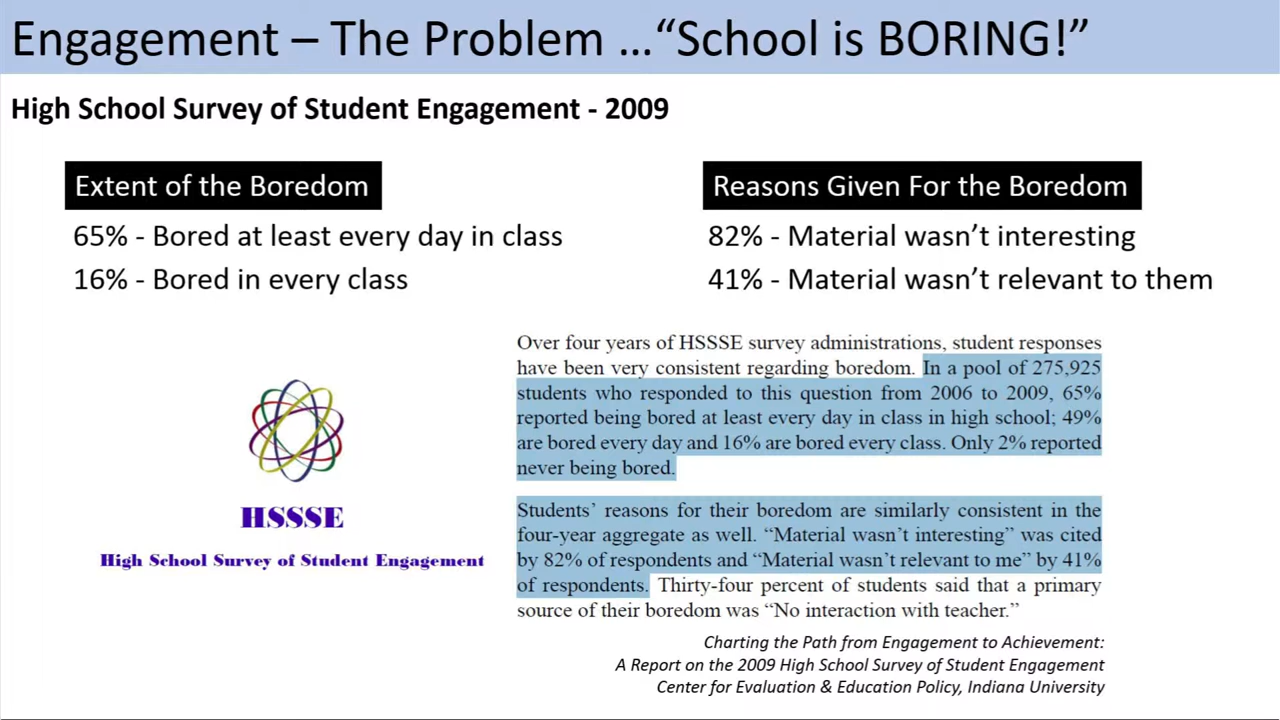 Engagement – The Problem …“School is BORING!”
High School Survey of Student Engagement - 2009
Extent of the Boredom
65% - Bored at least every day in class
16% - Bored in every class
Reasons Given For the Boredom
82% - Material wasn’t interesting
41% - Material wasn’t relevant to them
HSSSE
High School Survey of Student Engagement
Over four years of HSSSE survey administrations, student responses
have been very consistent regarding boredom. In a pool of 275,925
students who responded to this question from 2006 to 2009, 65%
reported being bored at least every day in class in high school; 49%
are bored every day and 16% are bored every class. Only 2% reported
never being bored.
Students’ reasons for their boredom are similarly consistent in the
four-year aggregate as well. “Material wasn’t interesting” was cited
by 82% of respondents and “Material wasn’t relevant to me” by 41%
of respondents. Thirty-four percent of students said that a primary
source of their boredom was “No interaction with teacher.”
Charting the Path from Engagement to Achievement:
A Report on the 2009 High School Survey of Student Engagement
Center for Evaluation & Education Policy, Indiana University